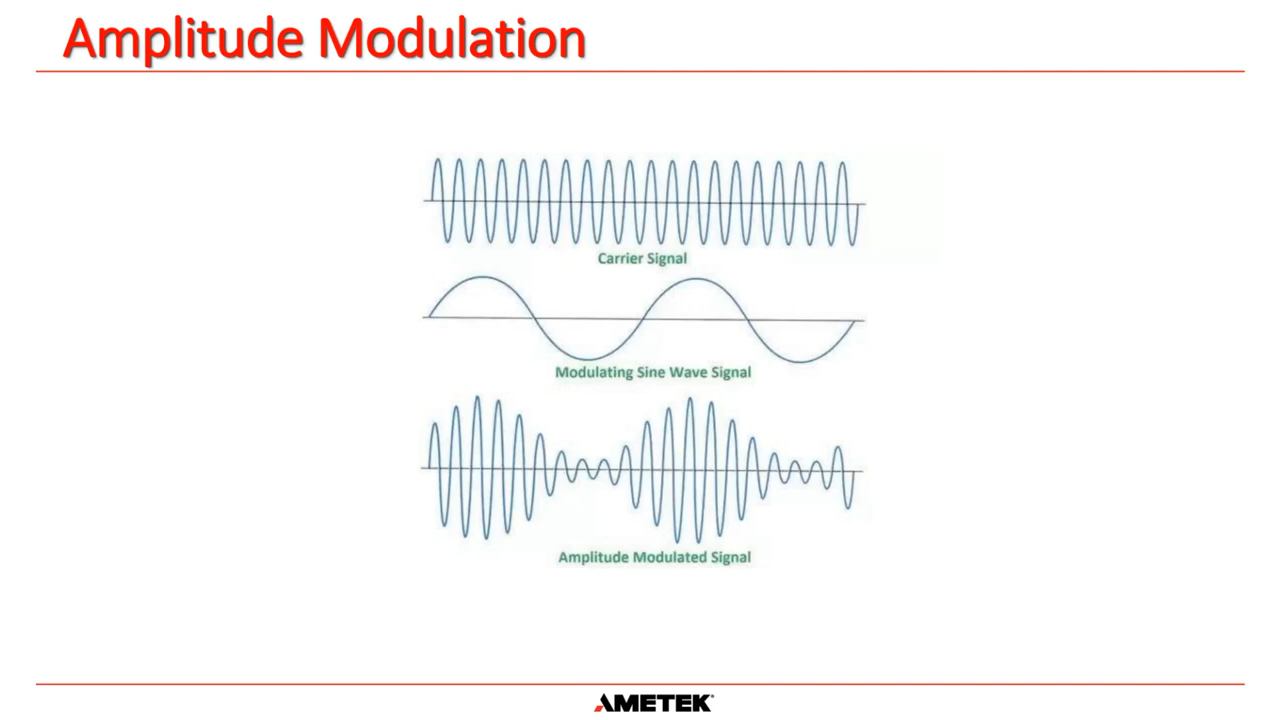 Amplitude Modulation
Carrier Signal
Modulating Sine Wave Signal
Amplitude Modulated Signal
AMETEK®